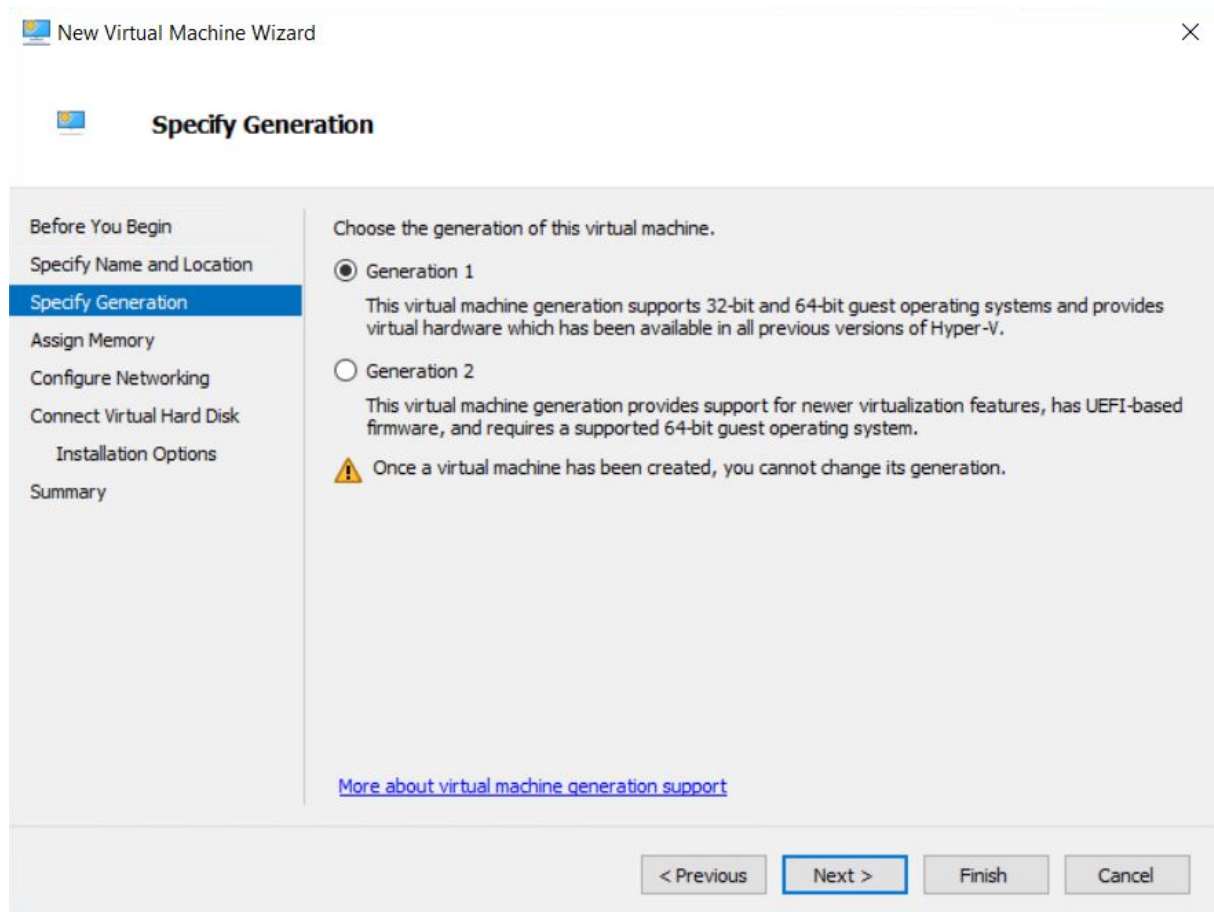 New Virtual Machine Wizard
Specify Generation
Before You Begin
Specify Name and Location
Specify Generation
Assign Memory
Configure Networking
Connect Virtual Hard Disk
Installation Options
Summary
Choose the generation of this virtual machine.
Generation 1
This virtual machine generation supports 32-bit and 64-bit guest operating systems and provides
virtual hardware which has been available in all previous versions of Hyper-V.
Generation 2
This virtual machine generation provides support for newer virtualization features, has UEFI-based
firmware, and requires a supported 64-bit guest operating system.
Once a virtual machine has been created, you cannot change its generation.
More about virtual machine generation support
< Previous
Next >
Finish
Cancel